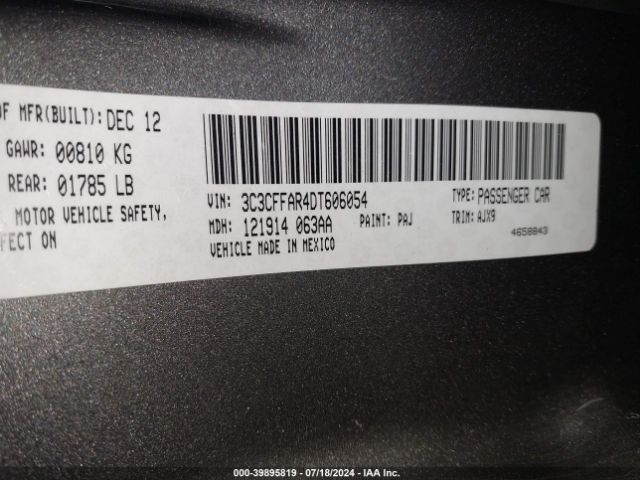 OF MFR(BUILT): DEC 12
GAWR: 00810 KG
REAR: 01785 LB
MOTOR VEHICLE SAFETY,
FECT ON
VIN: 3C3CFFAR4DT606054
TYPE: PASSENGER CAR
MDH: 121914 063AA
PAINT: PAJ
TRIM: AJX9
VEHICLE MADE IN MEXICO
4658843
000-39895819 - 07/18/2024 - IAA Inc.